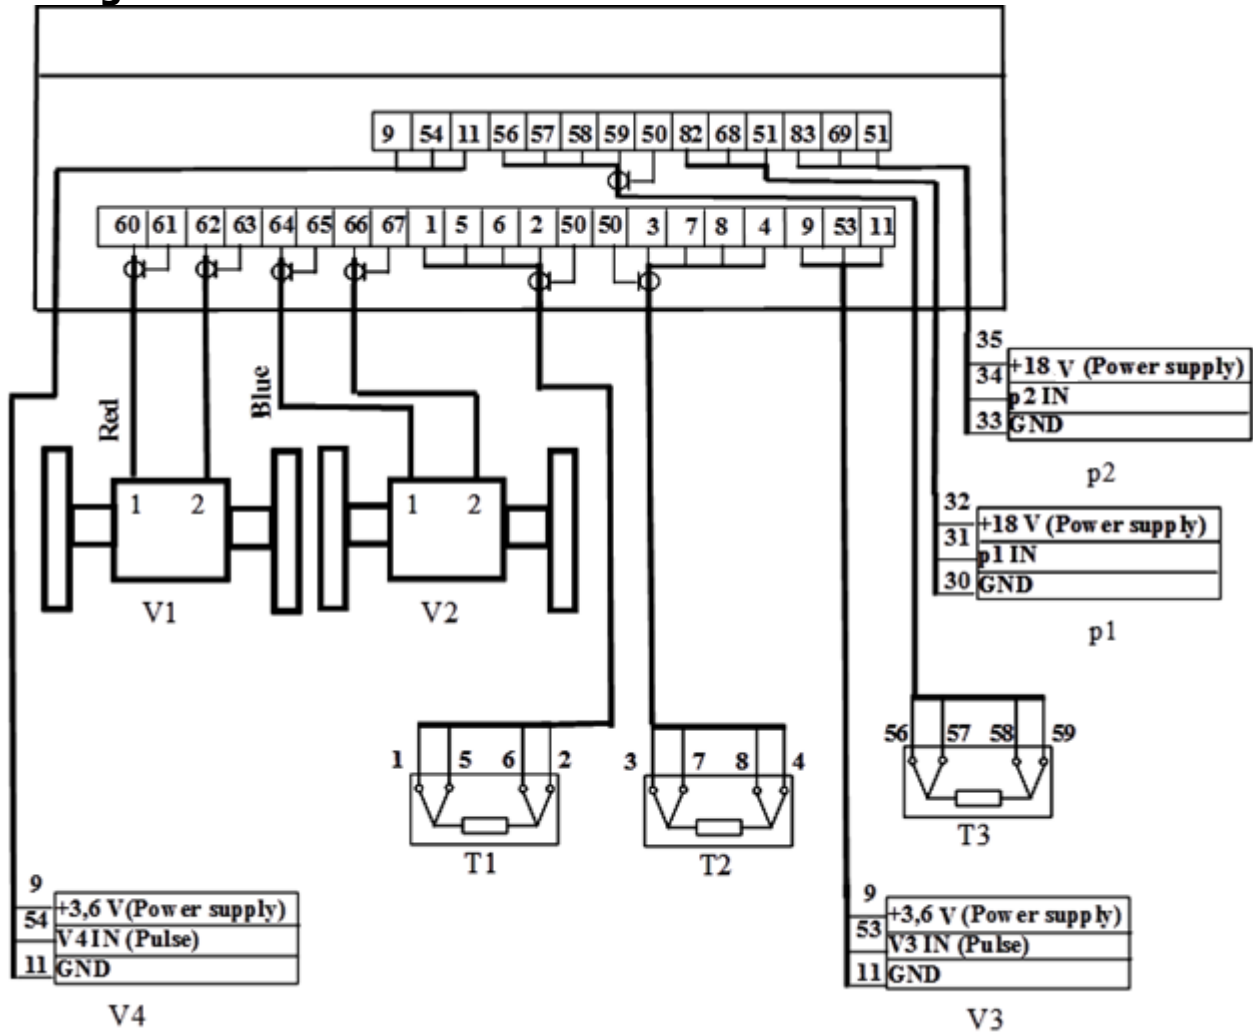 9 54 11 56 57 58 59 50 82 68 51 83 69 51
60 61 62 63 64 65 66 67 1 5 6 2 50 50 3 7 8 4 9 53 11
Red
Blue
35
+18 V (Power supply)
34
p2 IN
33 GND
p2
1 2
V1
1 2
V2
32
+18 V (Power supply)
31
p1 IN
30 GND
p1
1 5 6 2
T1
3 7 8 4
T2
56 57 58 59
T3
9
+3,6 V(Power supply)
54
V4 IN (Pulse)
11 GND
V4
9
+3,6 V (Power supply)
53
V3 IN (Pulse)
11 GND
V3